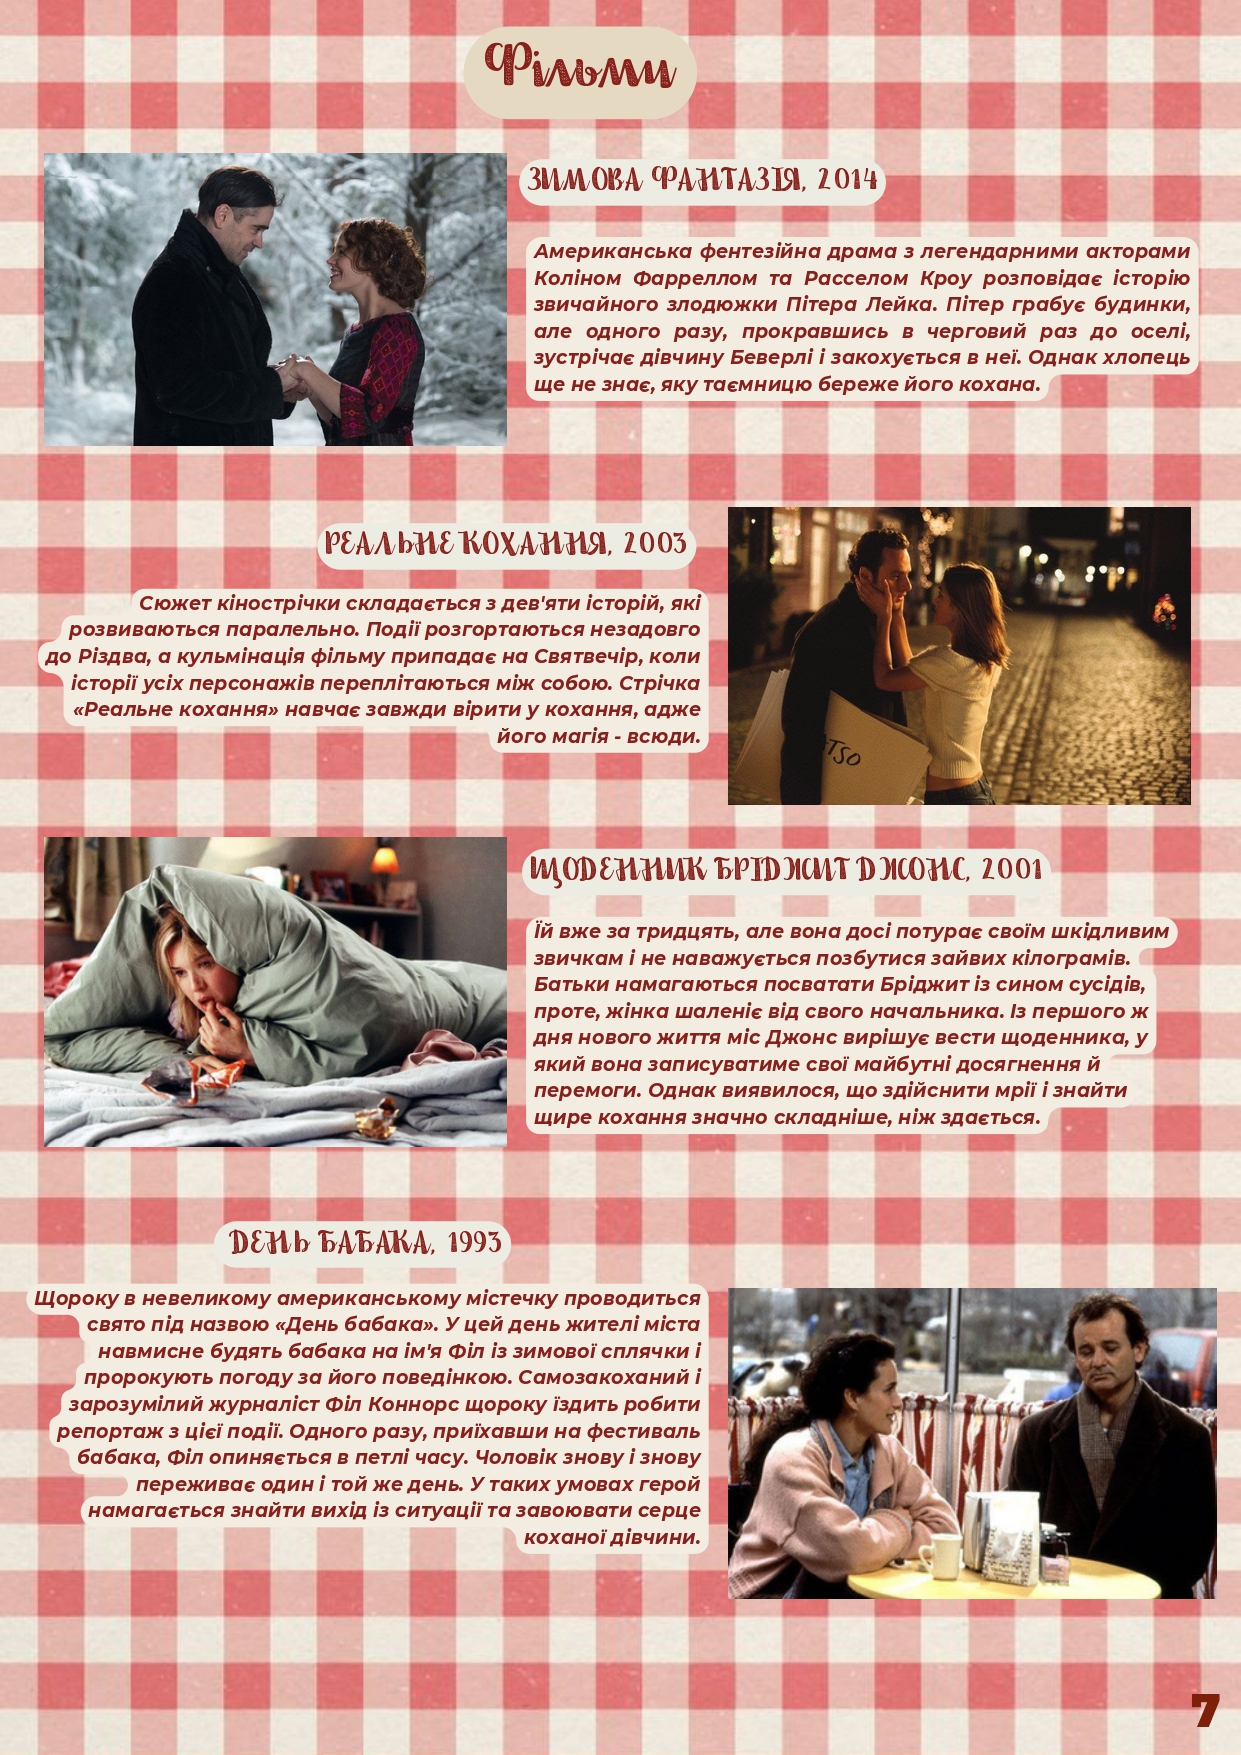 Фільми
ЗИМОВА ФАНТАЗІЯ, 2014
Американська фентезійна драма з легендарними акторами
Коліном Фарреллом та Расселом Кроу розповідає історію
звичайного злодюжки Пітера Лейка. Пітер грабує будинки,
але одного разу, прокравшись в черговий раз до оселі,
зустрічає дівчину Беверлі і закохується в неї. Однак хлопець
ще не знає, яку таємницю береже його кохана.
РЕАЛЬНЕ КОХАННЯ, 2003
Сюжет кінострічки складається з дев'яти історій, які
розвиваються паралельно. Події розгортаються незадовго
до Різдва, а кульмінація фільму припадає на Святвечір, коли
історії усіх персонажів переплітаються між собою. Стрічка
«Реальне кохання» навчає завжди вірити у кохання, адже
його магія - всюди.
ЩОДЕННИК БРІДЖИТ ДЖОНС, 2001
Їй вже за тридцять, але вона досі потурає своїм шкідливим
звичкам і не наважується позбутися зайвих кілограмів.
Батьки намагаються посватати Бріджит із сином сусідів,
проте, жінка шаленіє від свого начальника. Із першого ж
дня нового життя міс Джонс вирішує вести щоденника, у
який вона записуватиме свої майбутні досягнення й
перемоги. Однак виявилося, що здійснити мрії і знайти
щире кохання значно складніше, ніж здається.
ДЕНЬ БАБАКА, 1993
Щороку в невеликому американському містечку проводиться
свято під назвою «День бабака». У цей день жителі міста
навмисне будять бабака на ім'я Філ із зимової сплячки і
пророкують погоду за його поведінкою. Самозакоханий і
зарозумілий журналіст Філ Коннорс щороку їздить робити
репортаж з цієї події. Одного разу, приїхавши на фестиваль
бабака, Філ опиняється в петлі часу. Чоловік знову і знову
переживає один і той же день. У таких умовах герой
намагається знайти вихід із ситуації та завоювати серце
коханої дівчини.
7